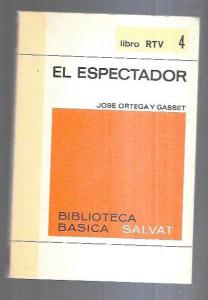 libro RTV 4
EL ESPECTADOR
JOSE ORTEGA Y GASSET
BIBLIOTECA
BASICA SALVAT